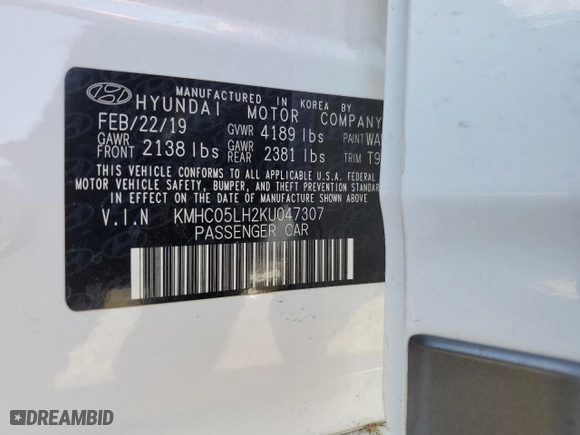 MANUFACTURED IN KOREA BY
HYUNDAI MOTOR COMPANY
FEB/22/19 GVWR 4189 lbs PAINT WA
GAWR FRONT 2138 lbs GAWR REAR 2381 lbs TRIM T9
THIS VEHICLE CONFORMS TO ALL APPLICABLE U.S.A. FEDERAL
MOTOR VEHICLE SAFETY, BUMPER, AND THEFT PREVENTION STANDAR
IN EFFECT ON THE DATE OF MANUFACTURE SHOWN ABOVE.
V.I.N KMHC05LH2KU047307
PASSENGER CAR
DREAMBID